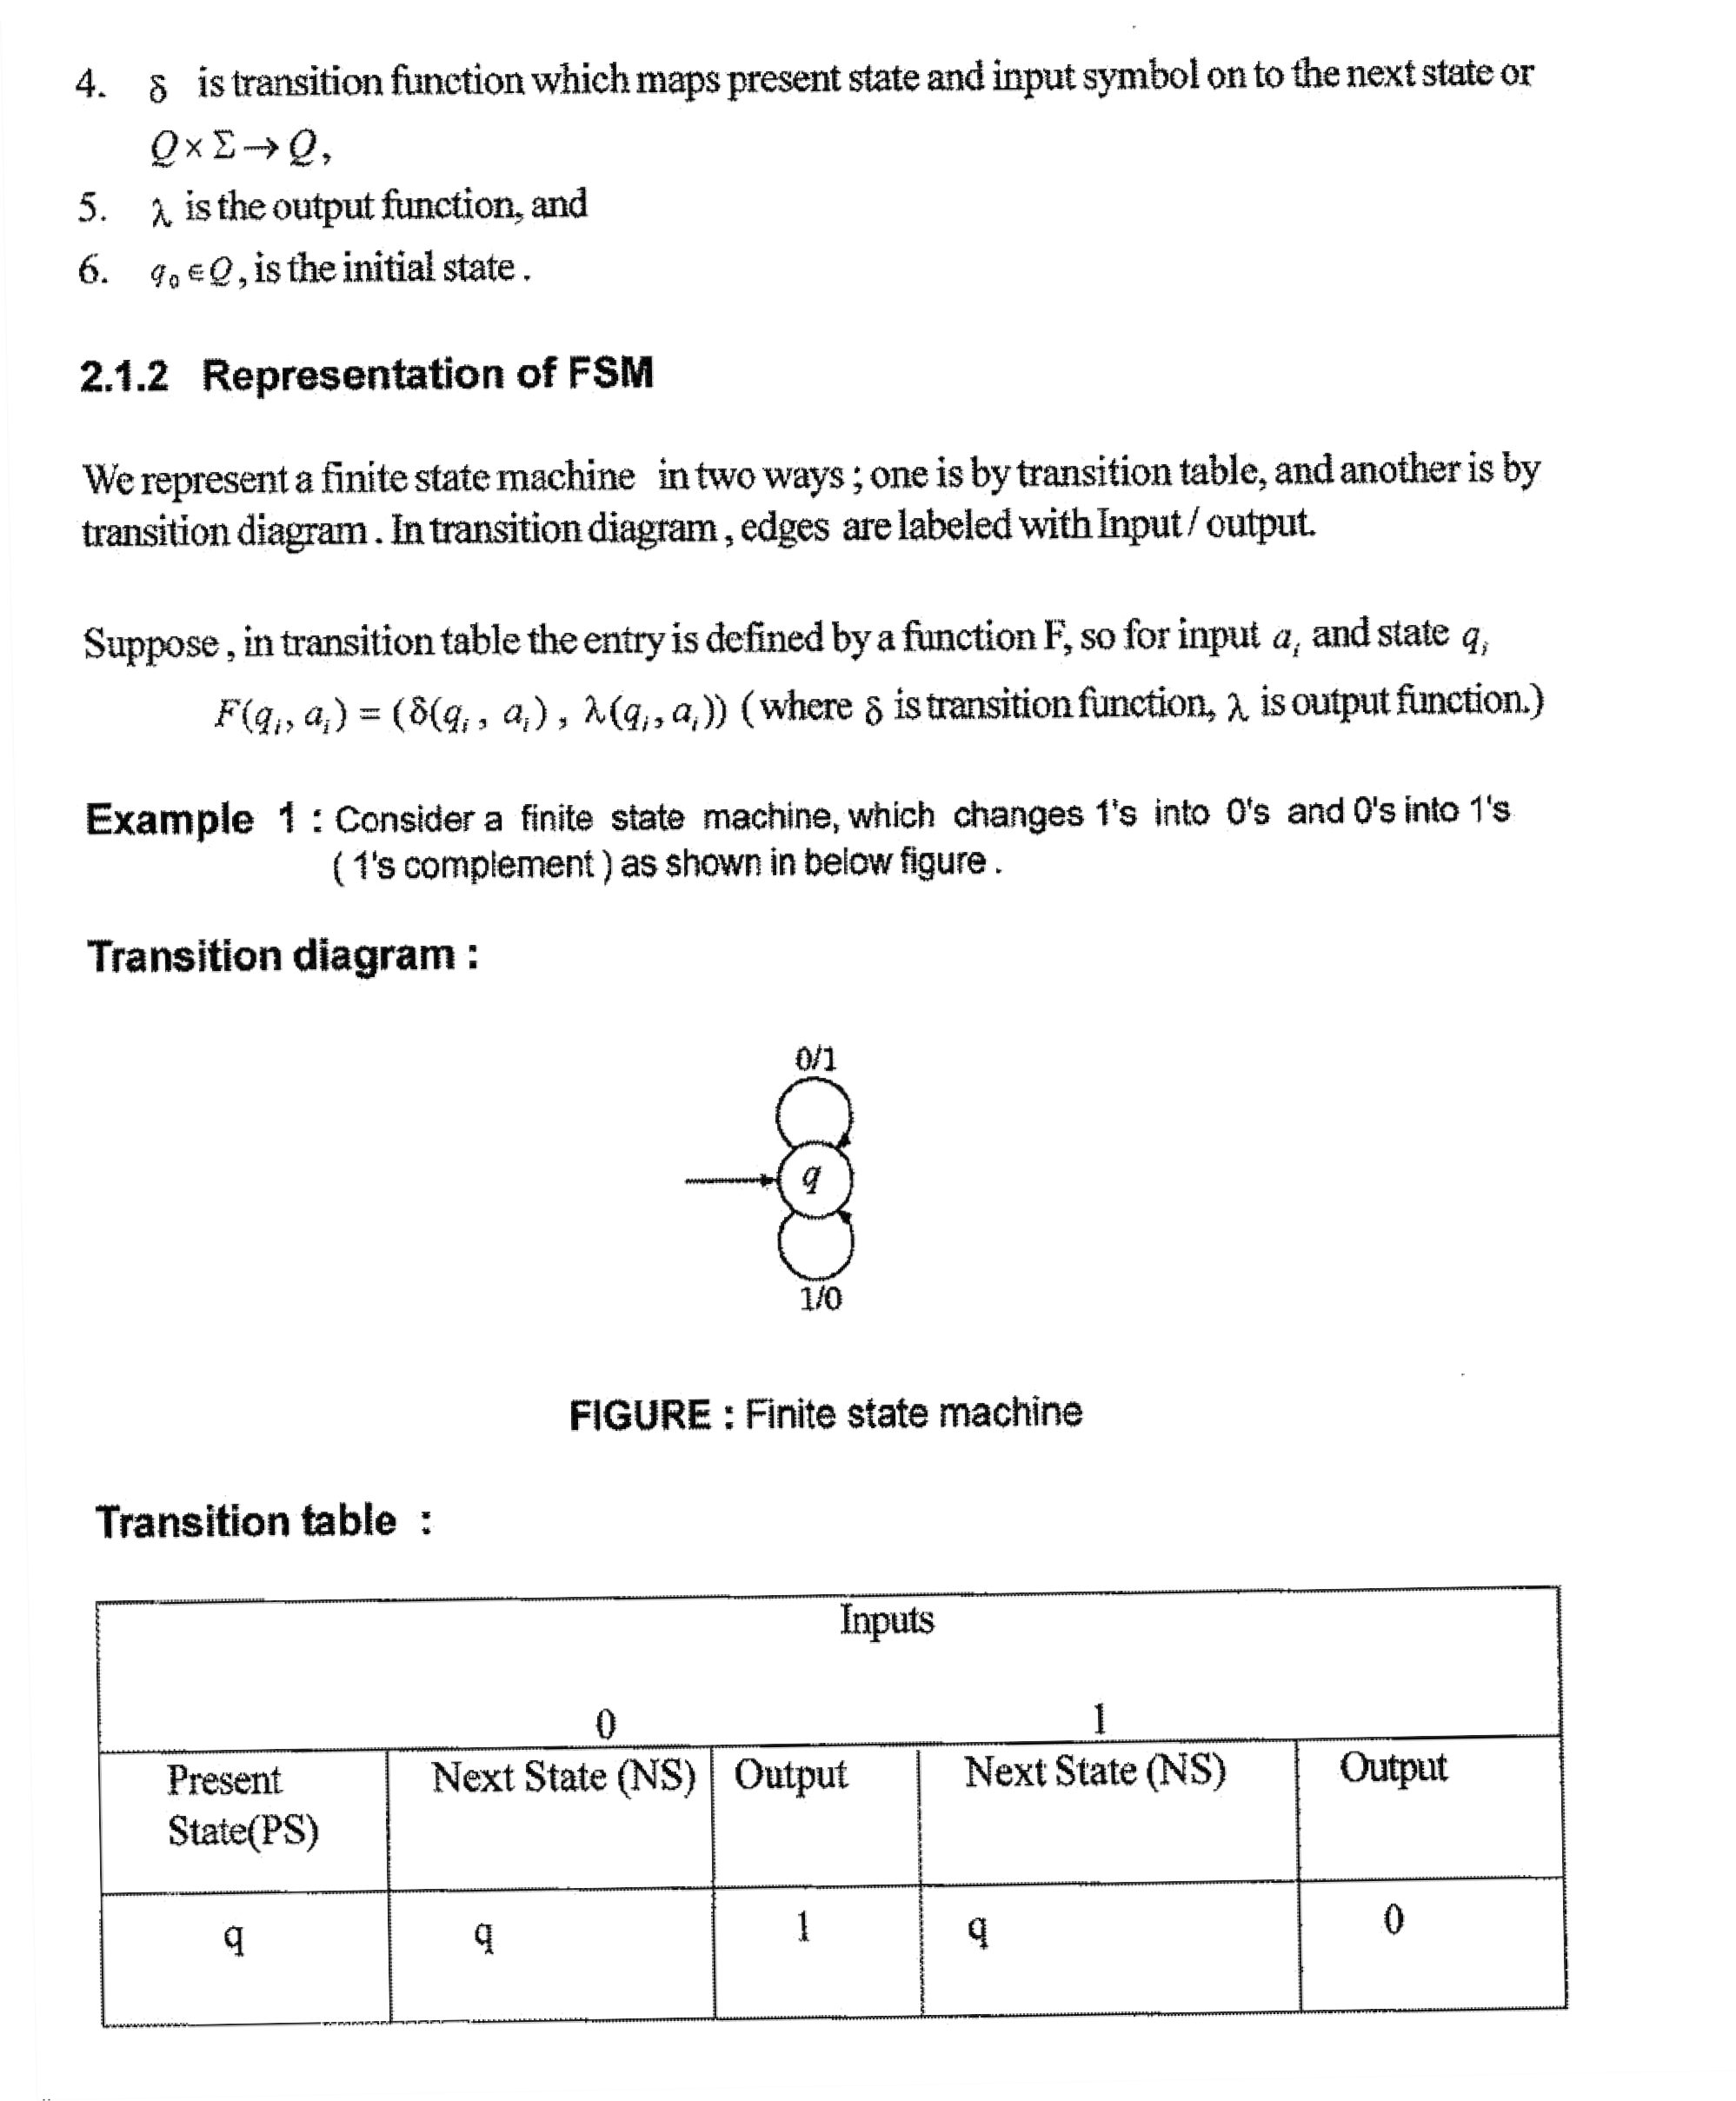 4. δ is transition function which maps present state and input symbol on to the next state or
Q × Σ → Q,
5. λ is the output function, and
6. q₀ ∈ Q, is the initial state .
2.1.2 Representation of FSM
We represent a finite state machine in two ways ; one is by transition table, and another is by
transition diagram . In transition diagram , edges are labeled with Input / output.
Suppose , in transition table the entry is defined by a function F, so for input aᵢ and state qᵢ
F(qᵢ, aᵢ) = (δ(qᵢ , aᵢ) , λ(qᵢ, aᵢ)) ( where δ is transition function, λ is output function.)
Example 1 : Consider a finite state machine, which changes 1's into 0's and 0's into 1's
( 1's complement ) as shown in below figure .
Transition diagram :
0/1
q
1/0
FIGURE : Finite state machine
Transition table :
Inputs
0 1
Present Next State (NS) Output Next State (NS) Output
State(PS)
q q 1 q 0